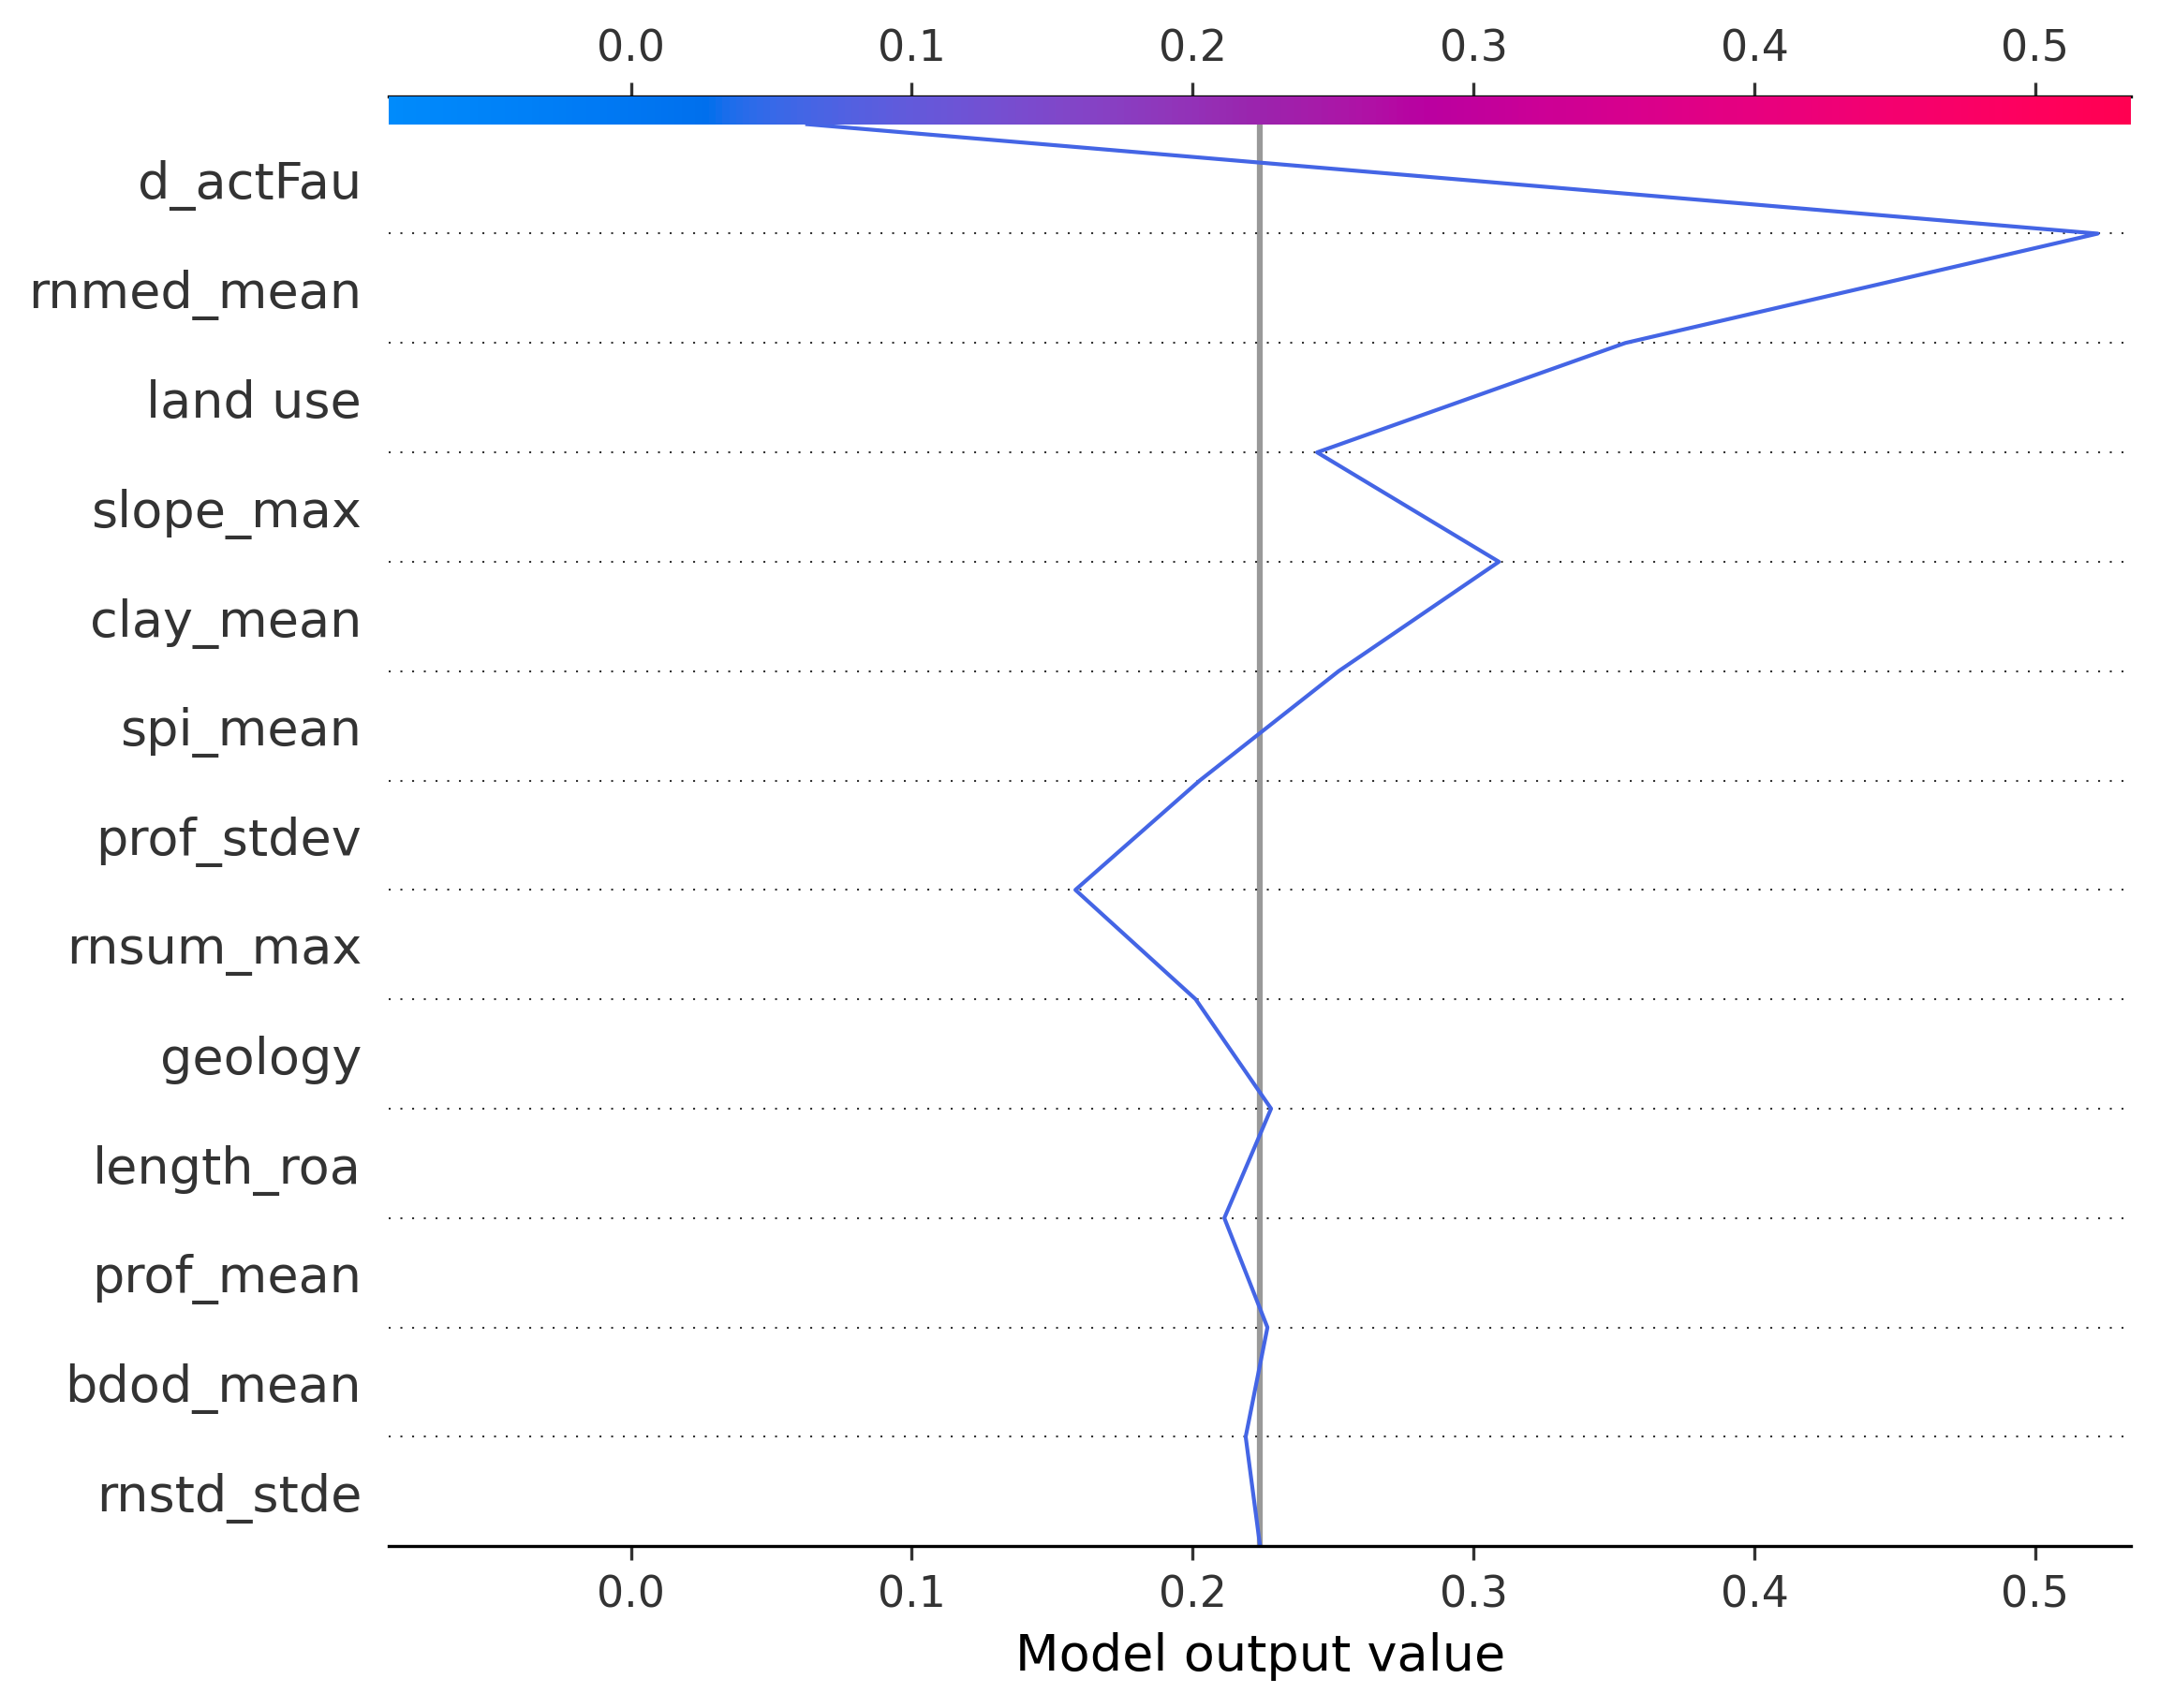 0.0 0.1 0.2 0.3 0.4 0.5
d_actFau
rnmed_mean
land use
slope_max
clay_mean
spi_mean
prof_stdev
rnsum_max
geology
length_roa
prof_mean
bdod_mean
rnstd_stde
0.0 0.1 0.2 0.3 0.4 0.5
Model output value